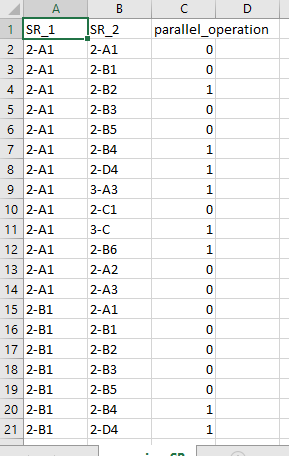 A B C D
1 SR_1 SR_2 parallel_operation
2 2-A1 2-A1 0
3 2-A1 2-B1 0
4 2-A1 2-B2 1
5 2-A1 2-B3 0
6 2-A1 2-B5 0
7 2-A1 2-B4 1
8 2-A1 2-D4 1
9 2-A1 3-A3 1
10 2-A1 2-C1 0
11 2-A1 3-C 1
12 2-A1 2-B6 1
13 2-A1 2-A2 0
14 2-A1 2-A3 0
15 2-B1 2-A1 0
16 2-B1 2-B1 0
17 2-B1 2-B2 0
18 2-B1 2-B3 0
19 2-B1 2-B5 0
20 2-B1 2-B4 1
21 2-B1 2-D4 1